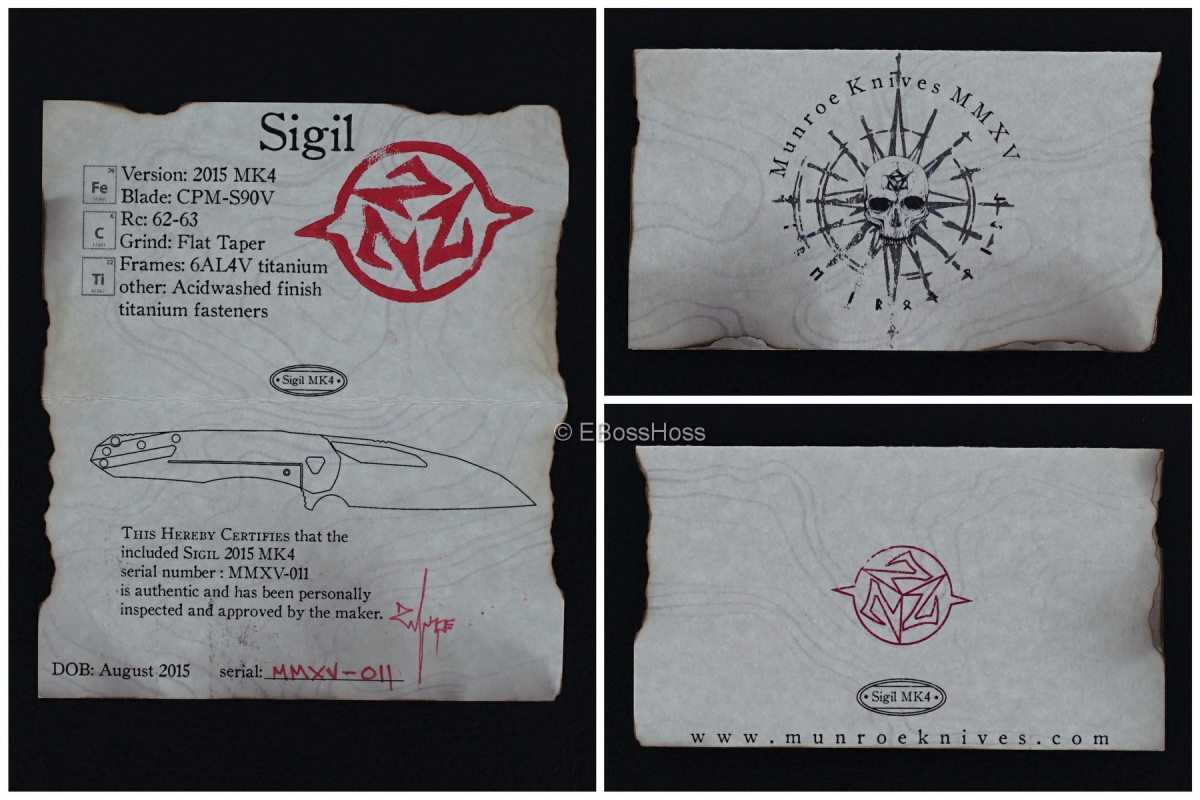 Sigil
Fe
Version: 2015 MK4
Blade: CPM-S90V
C
Rc: 62-63
Grind: Flat Taper
Ti
Frames: 6AL4V titanium
other: Acidwashed finish
titanium fasteners
Sigil MK4
THIS HEREBY CERTIFIES that the
included SIGIL 2015 MK4
serial number : MMXV-011
is authentic and has been personally
inspected and approved by the maker.
DOB: August 2015
serial: MMXV-011
Munroe Knives MMXV
© EBossHoss
Sigil MK4
www.munroeknives.com